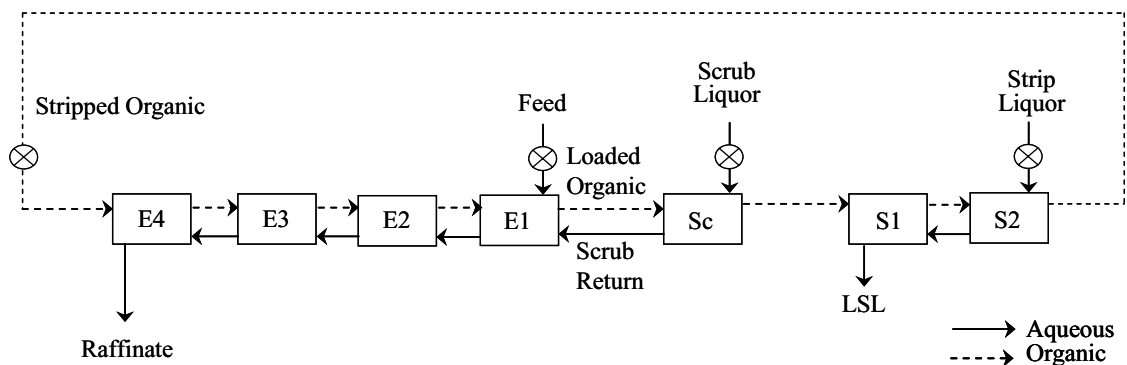 Stripped Organic
Feed
Scrub
Liquor
Strip
Liquor
Loaded
Organic
E4
E3
E2
E1
Sc
S1
S2
Scrub
Return
Raffinate
LSL
Aqueous
Organic